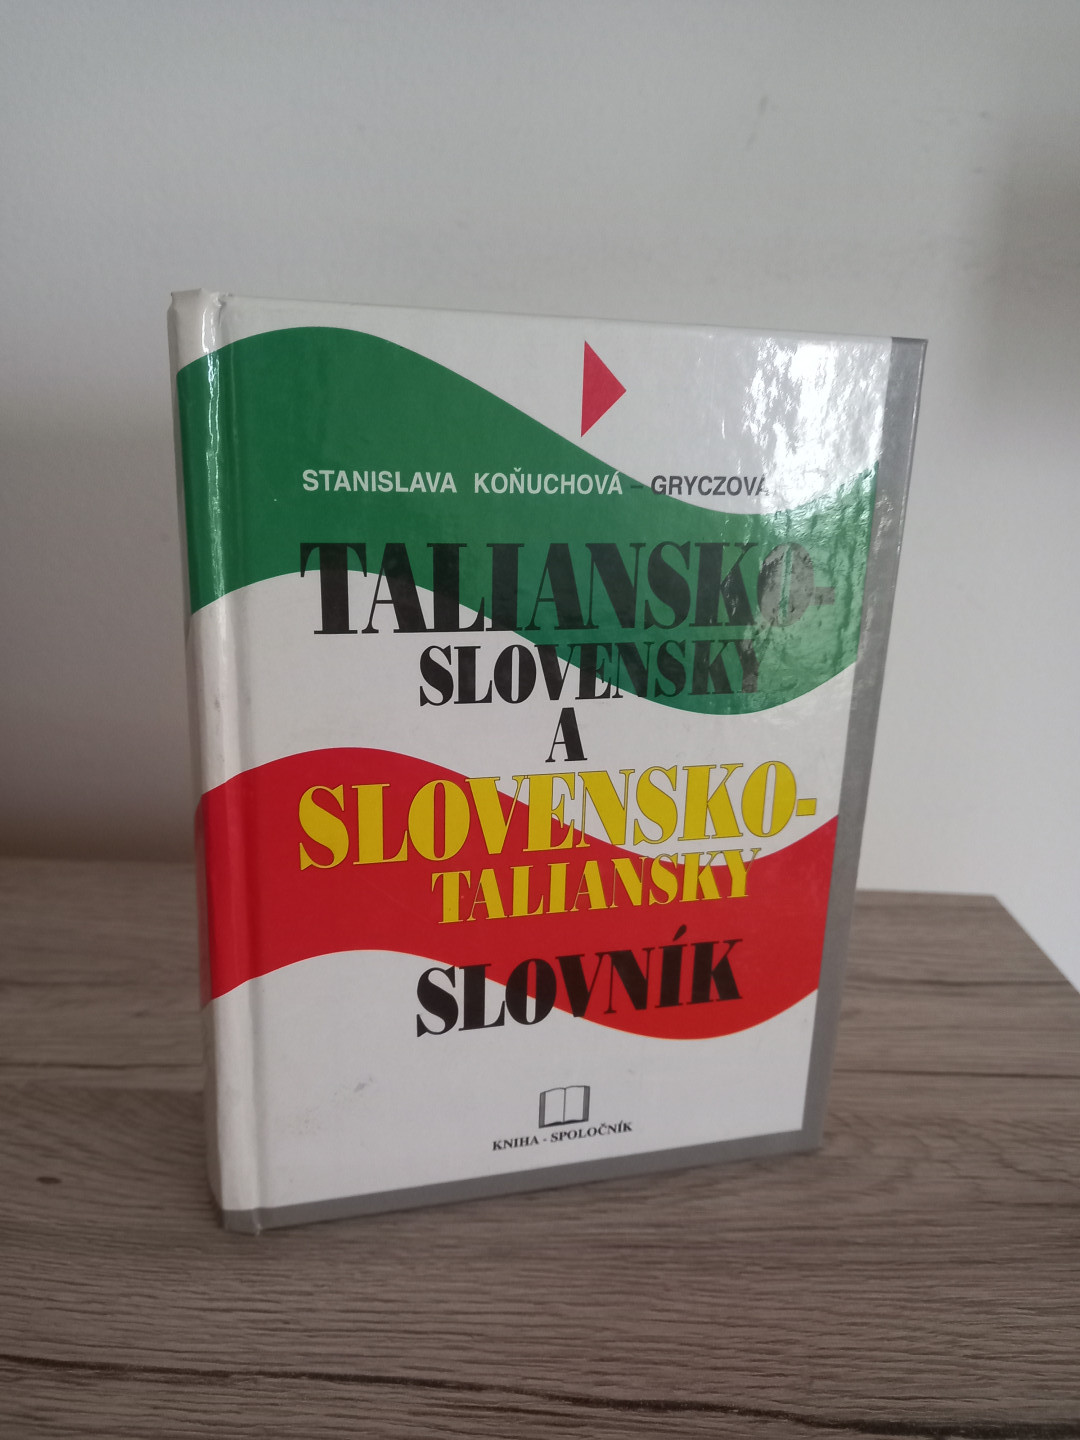 STANISLAVA KOŇUCHOVÁ - GRYCZOVÁ
TALIANSKO-
SLOVENSKÝ
A
SLOVENSKO-
TALIANSKY
SLOVNÍK
KNIHA - SPOLOČNÍK